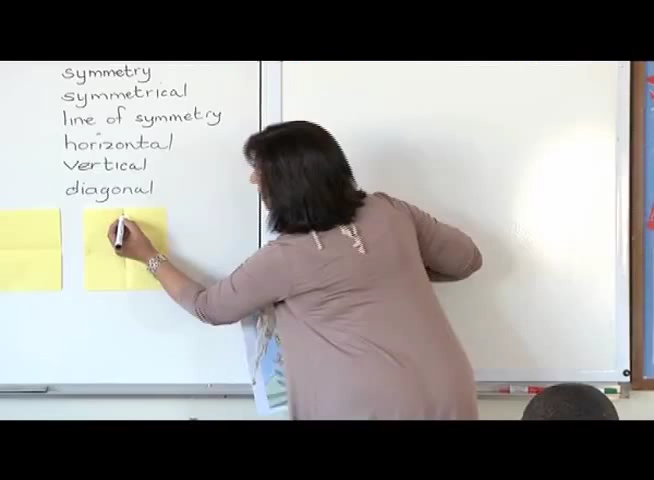 symmetry
symmetrical
line of symmetry
horizontal
vertical
diagonal